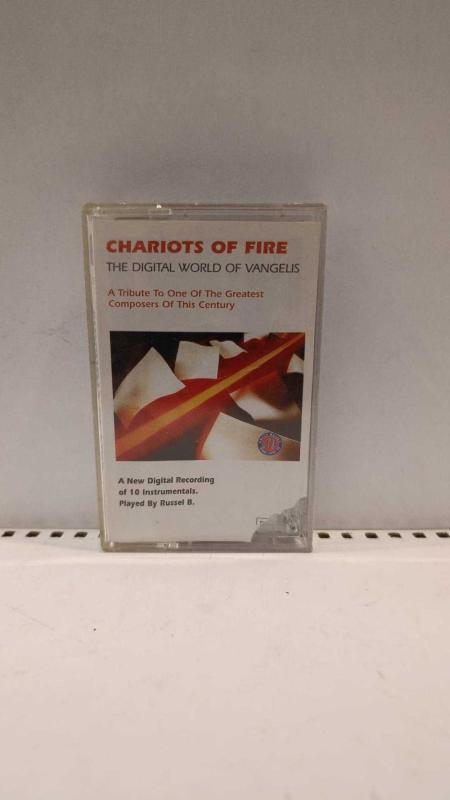 CHARIOTS OF FIRE
THE DIGITAL WORLD OF VANGELIS
A Tribute To One Of The Greatest
Composers Of This Century
A New Digital Recording
of 10 Instrumentals.
Played By Russel B.